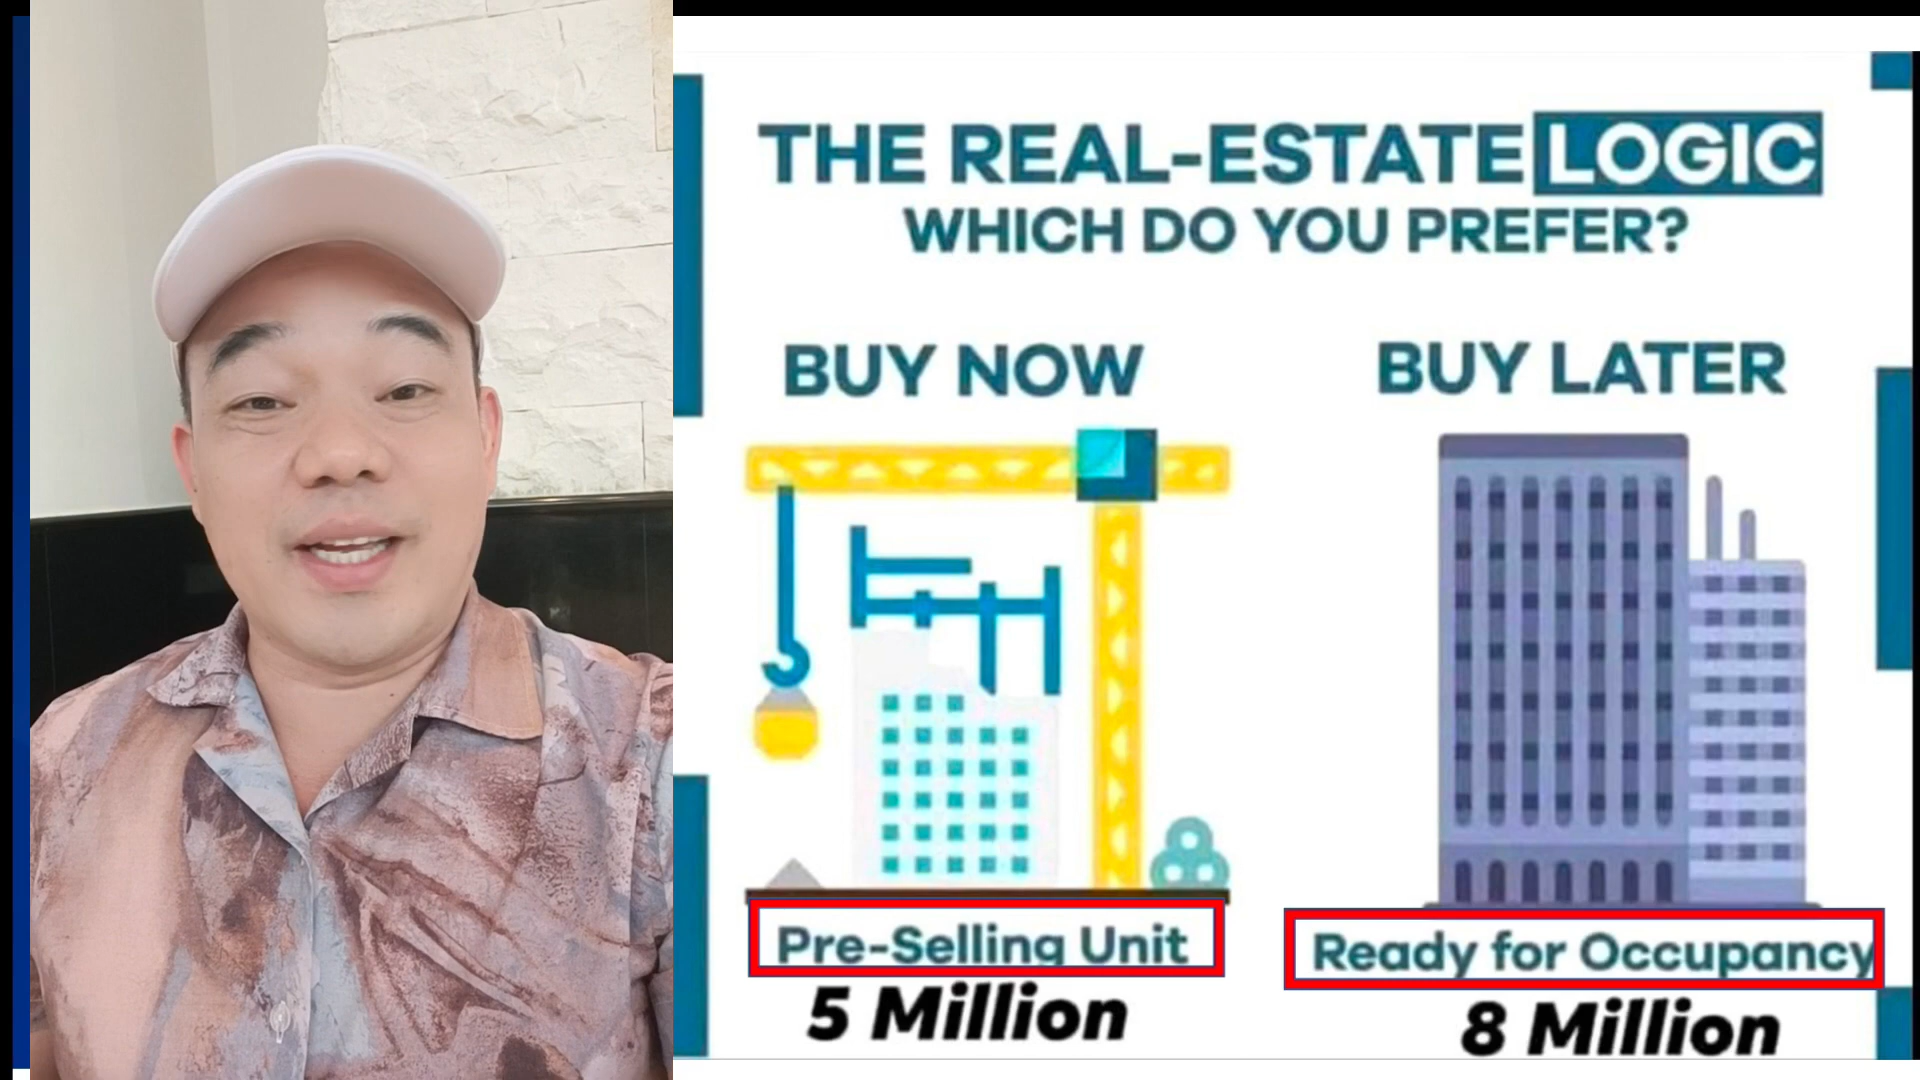 THE REAL-ESTATE LOGIC
WHICH DO YOU PREFER?
BUY NOW
BUY LATER
Pre-Selling Unit
Ready for Occupancy
5 Million
8 Million